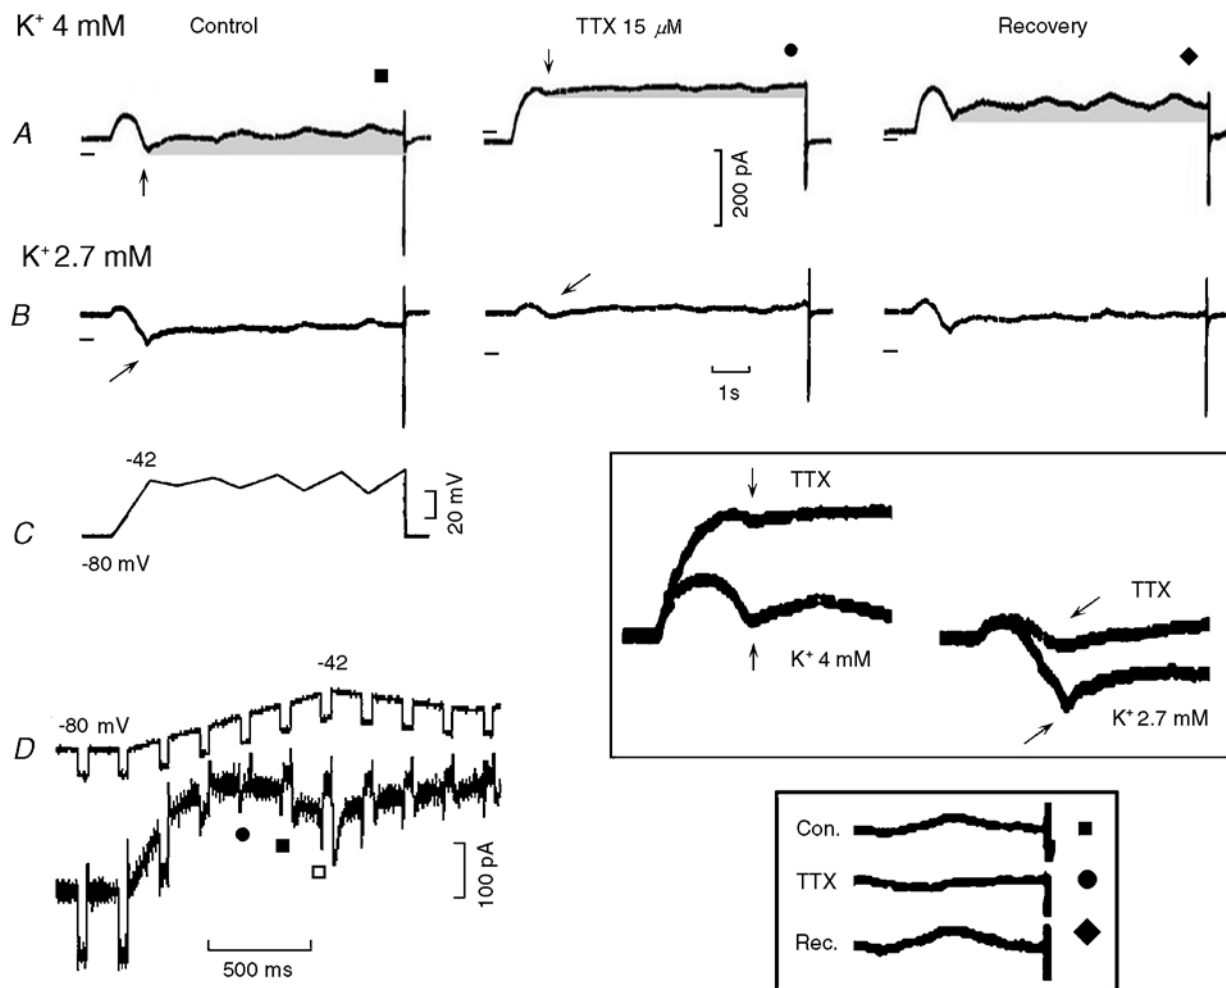 K⁺ 4 mM
Control
TTX 15 μM
Recovery
A
200 pA
K⁺ 2.7 mM
B
1s
C
-42
20 mV
-80 mV
TTX
K⁺ 4 mM
TTX
K⁺ 2.7 mM
D
-42
-80 mV
100 pA
500 ms
Con.
TTX
Rec.